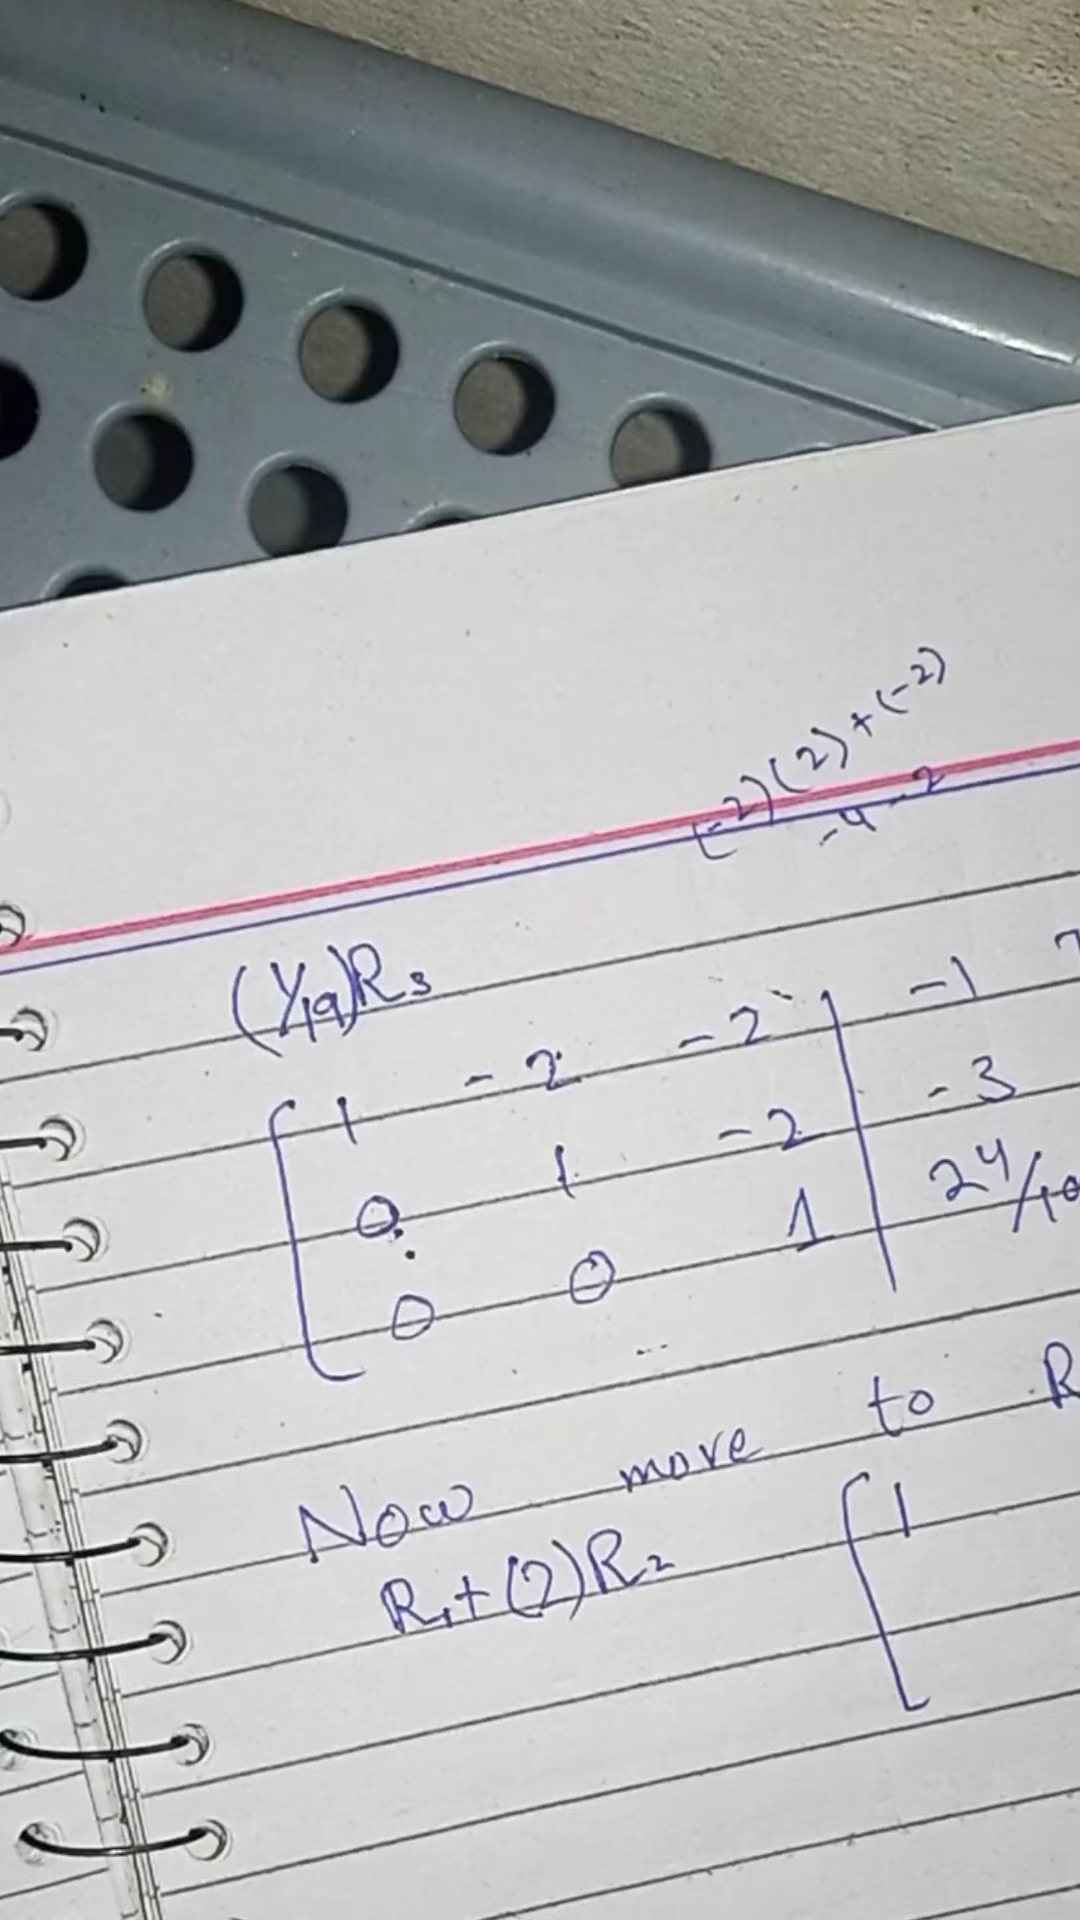 (-2)(2)+(-2)
-4-2
(1/19)R3
1 -2 -2 | -1
0 1 -2 | -3
0 0 1 | 24/
Now move to R
R1+(2)R2 [1